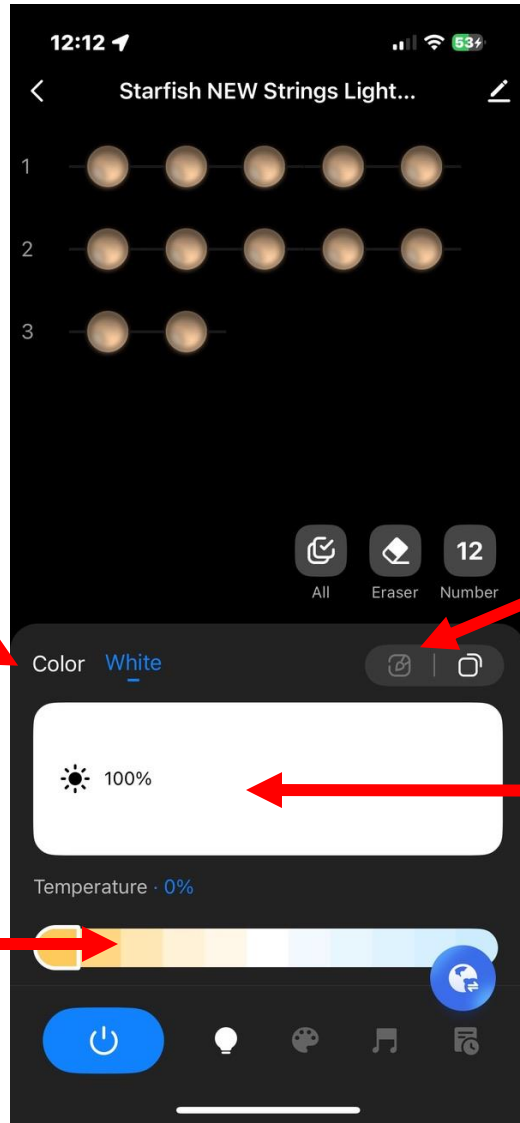 12:12
53
Starfish NEW Strings Light...
1
2
3
12
All Eraser Number
Color White
100%
Temperature · 0%